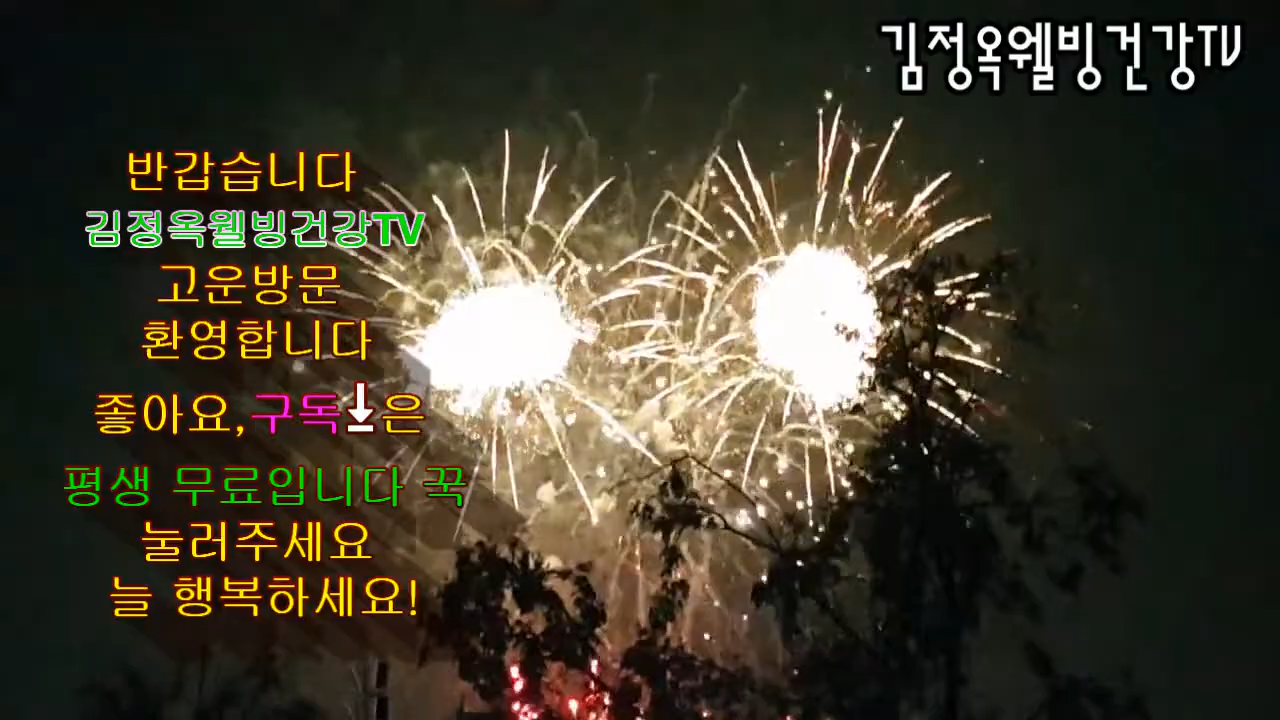 김정옥웰빙건강TV
반갑습니다
김정옥웰빙건강TV
고운방문
환영합니다
좋아요,구독은
평생 무료입니다 꾹
눌러주세요
늘 행복하세요!